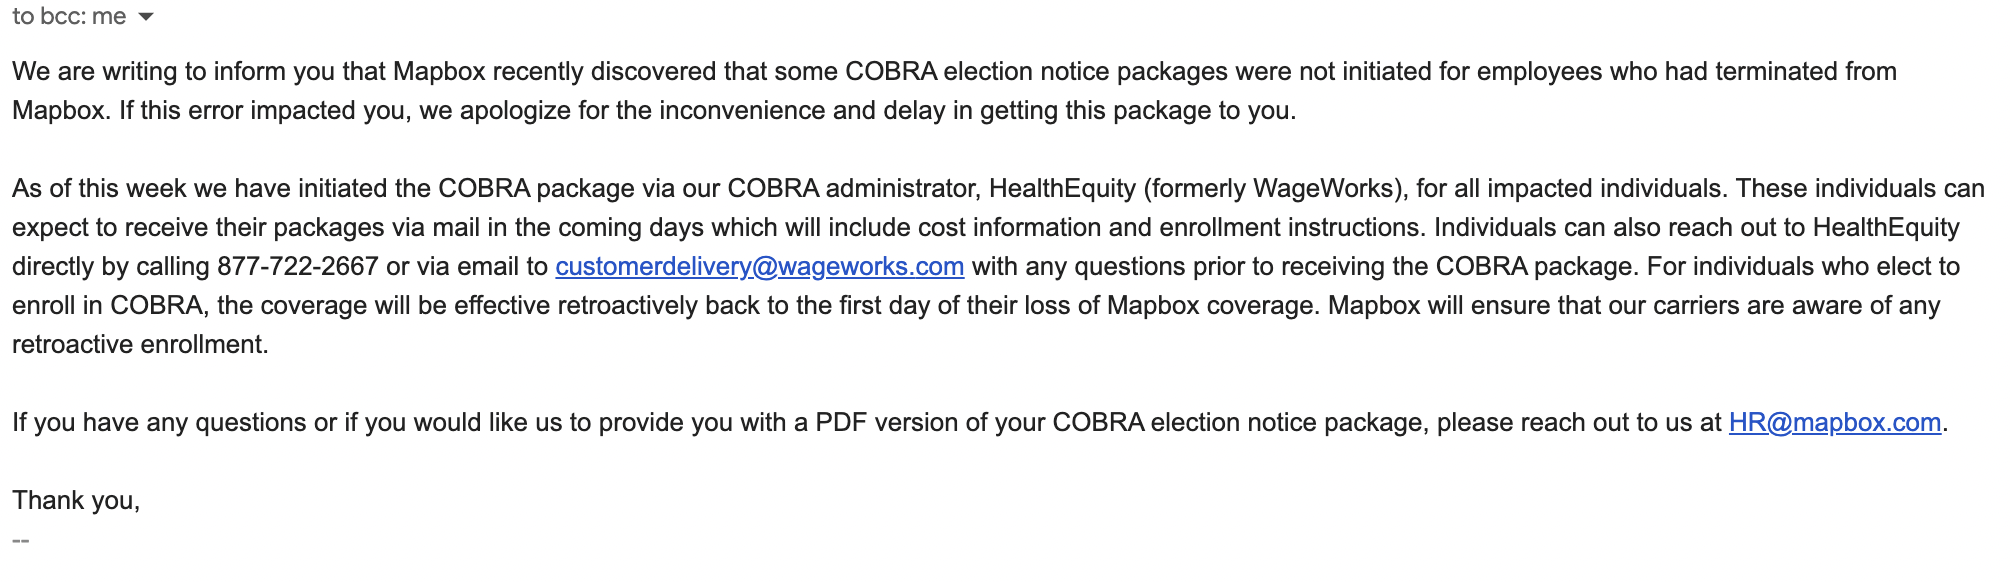 to bcc: me
We are writing to inform you that Mapbox recently discovered that some COBRA election notice packages were not initiated for employees who had terminated from
Mapbox. If this error impacted you, we apologize for the inconvenience and delay in getting this package to you.
As of this week we have initiated the COBRA package via our COBRA administrator, HealthEquity (formerly WageWorks), for all impacted individuals. These individuals can
expect to receive their packages via mail in the coming days which will include cost information and enrollment instructions. Individuals can also reach out to HealthEquity
directly by calling 877-722-2667 or via email to customerdelivery@wageworks.com with any questions prior to receiving the COBRA package. For individuals who elect to
enroll in COBRA, the coverage will be effective retroactively back to the first day of their loss of Mapbox coverage. Mapbox will ensure that our carriers are aware of any
retroactive enrollment.
If you have any questions or if you would like us to provide you with a PDF version of your COBRA election notice package, please reach out to us at HR@mapbox.com.
Thank you,
--